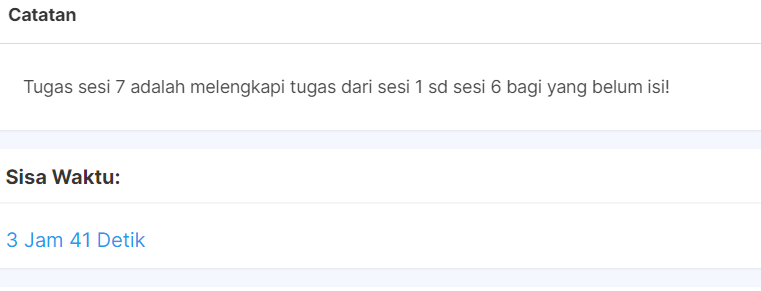 Catatan
Tugas sesi 7 adalah melengkapi tugas dari sesi 1 sd sesi 6 bagi yang belum isi!
Sisa Waktu:
3 Jam 41 Detik